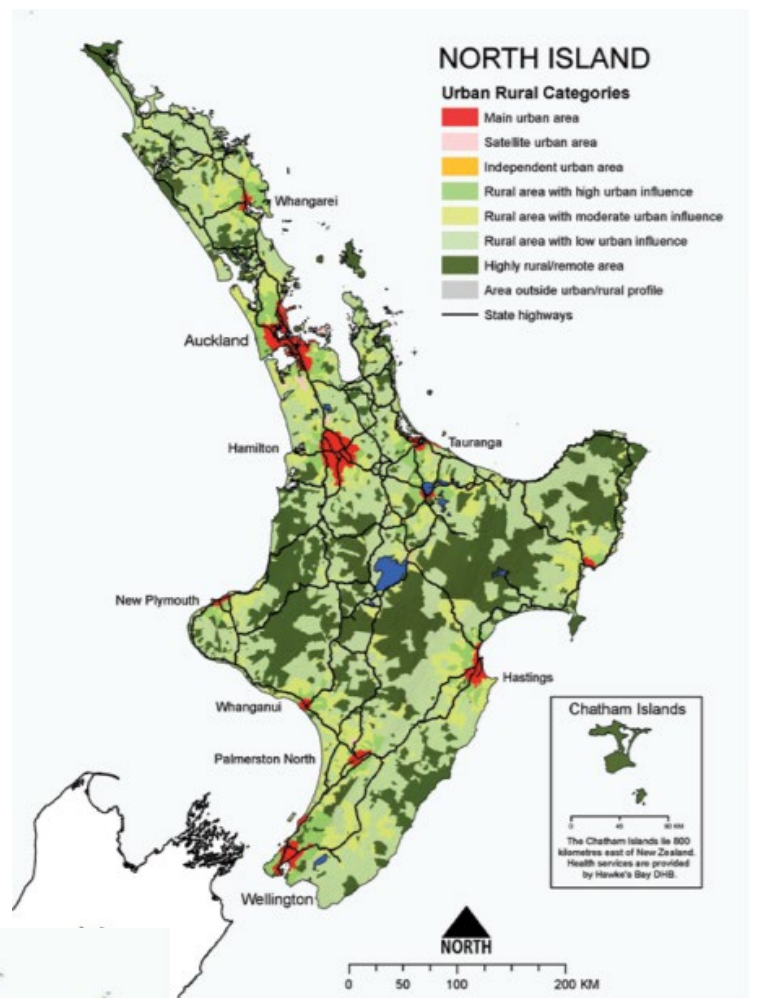 NORTH ISLAND
Urban Rural Categories
Main urban area
Satellite urban area
Independent urban area
Rural area with high urban influence
Rural area with moderate urban influence
Rural area with low urban influence
Highly rural/remote area
Area outside urban/rural profile
State highways
Whangarei
Auckland
Hamilton
Tauranga
New Plymouth
Hastings
Whanganui
Palmerston North
Wellington
Chatham Islands
0 45 90 KM
The Chatham Islands lie 800
kilometres east of New Zealand.
Health services are provided
by Hawke's Bay DHB.
NORTH
0 50 100 200 KM